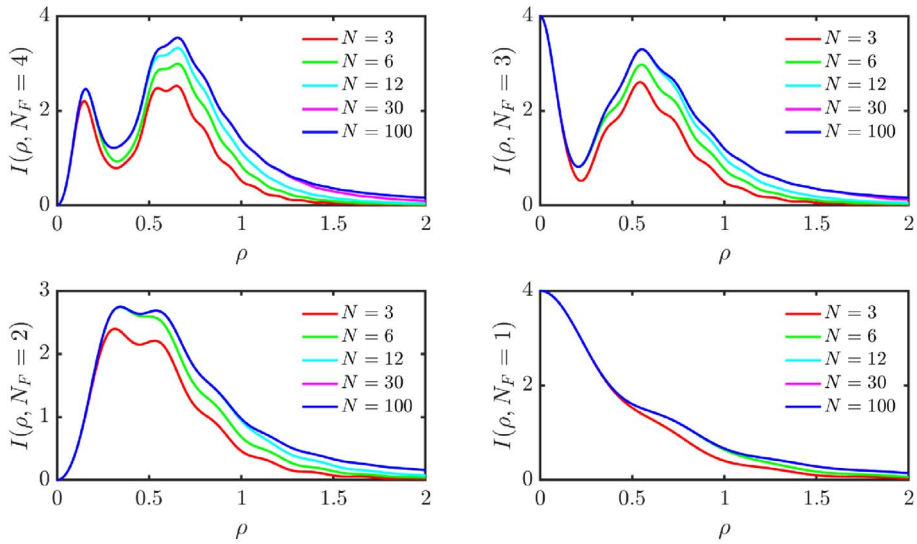 I(ρ, N_F = 4)
4
2
0
N = 3
N = 6
N = 12
N = 30
N = 100
0 0.5 1 1.5 2
ρ
I(ρ, N_F = 3)
4
2
0
N = 3
N = 6
N = 12
N = 30
N = 100
0 0.5 1 1.5 2
ρ
I(ρ, N_F = 2)
3
2
1
0
N = 3
N = 6
N = 12
N = 30
N = 100
0 0.5 1 1.5 2
ρ
I(ρ, N_F = 1)
4
2
0
N = 3
N = 6
N = 12
N = 30
N = 100
0 0.5 1 1.5 2
ρ